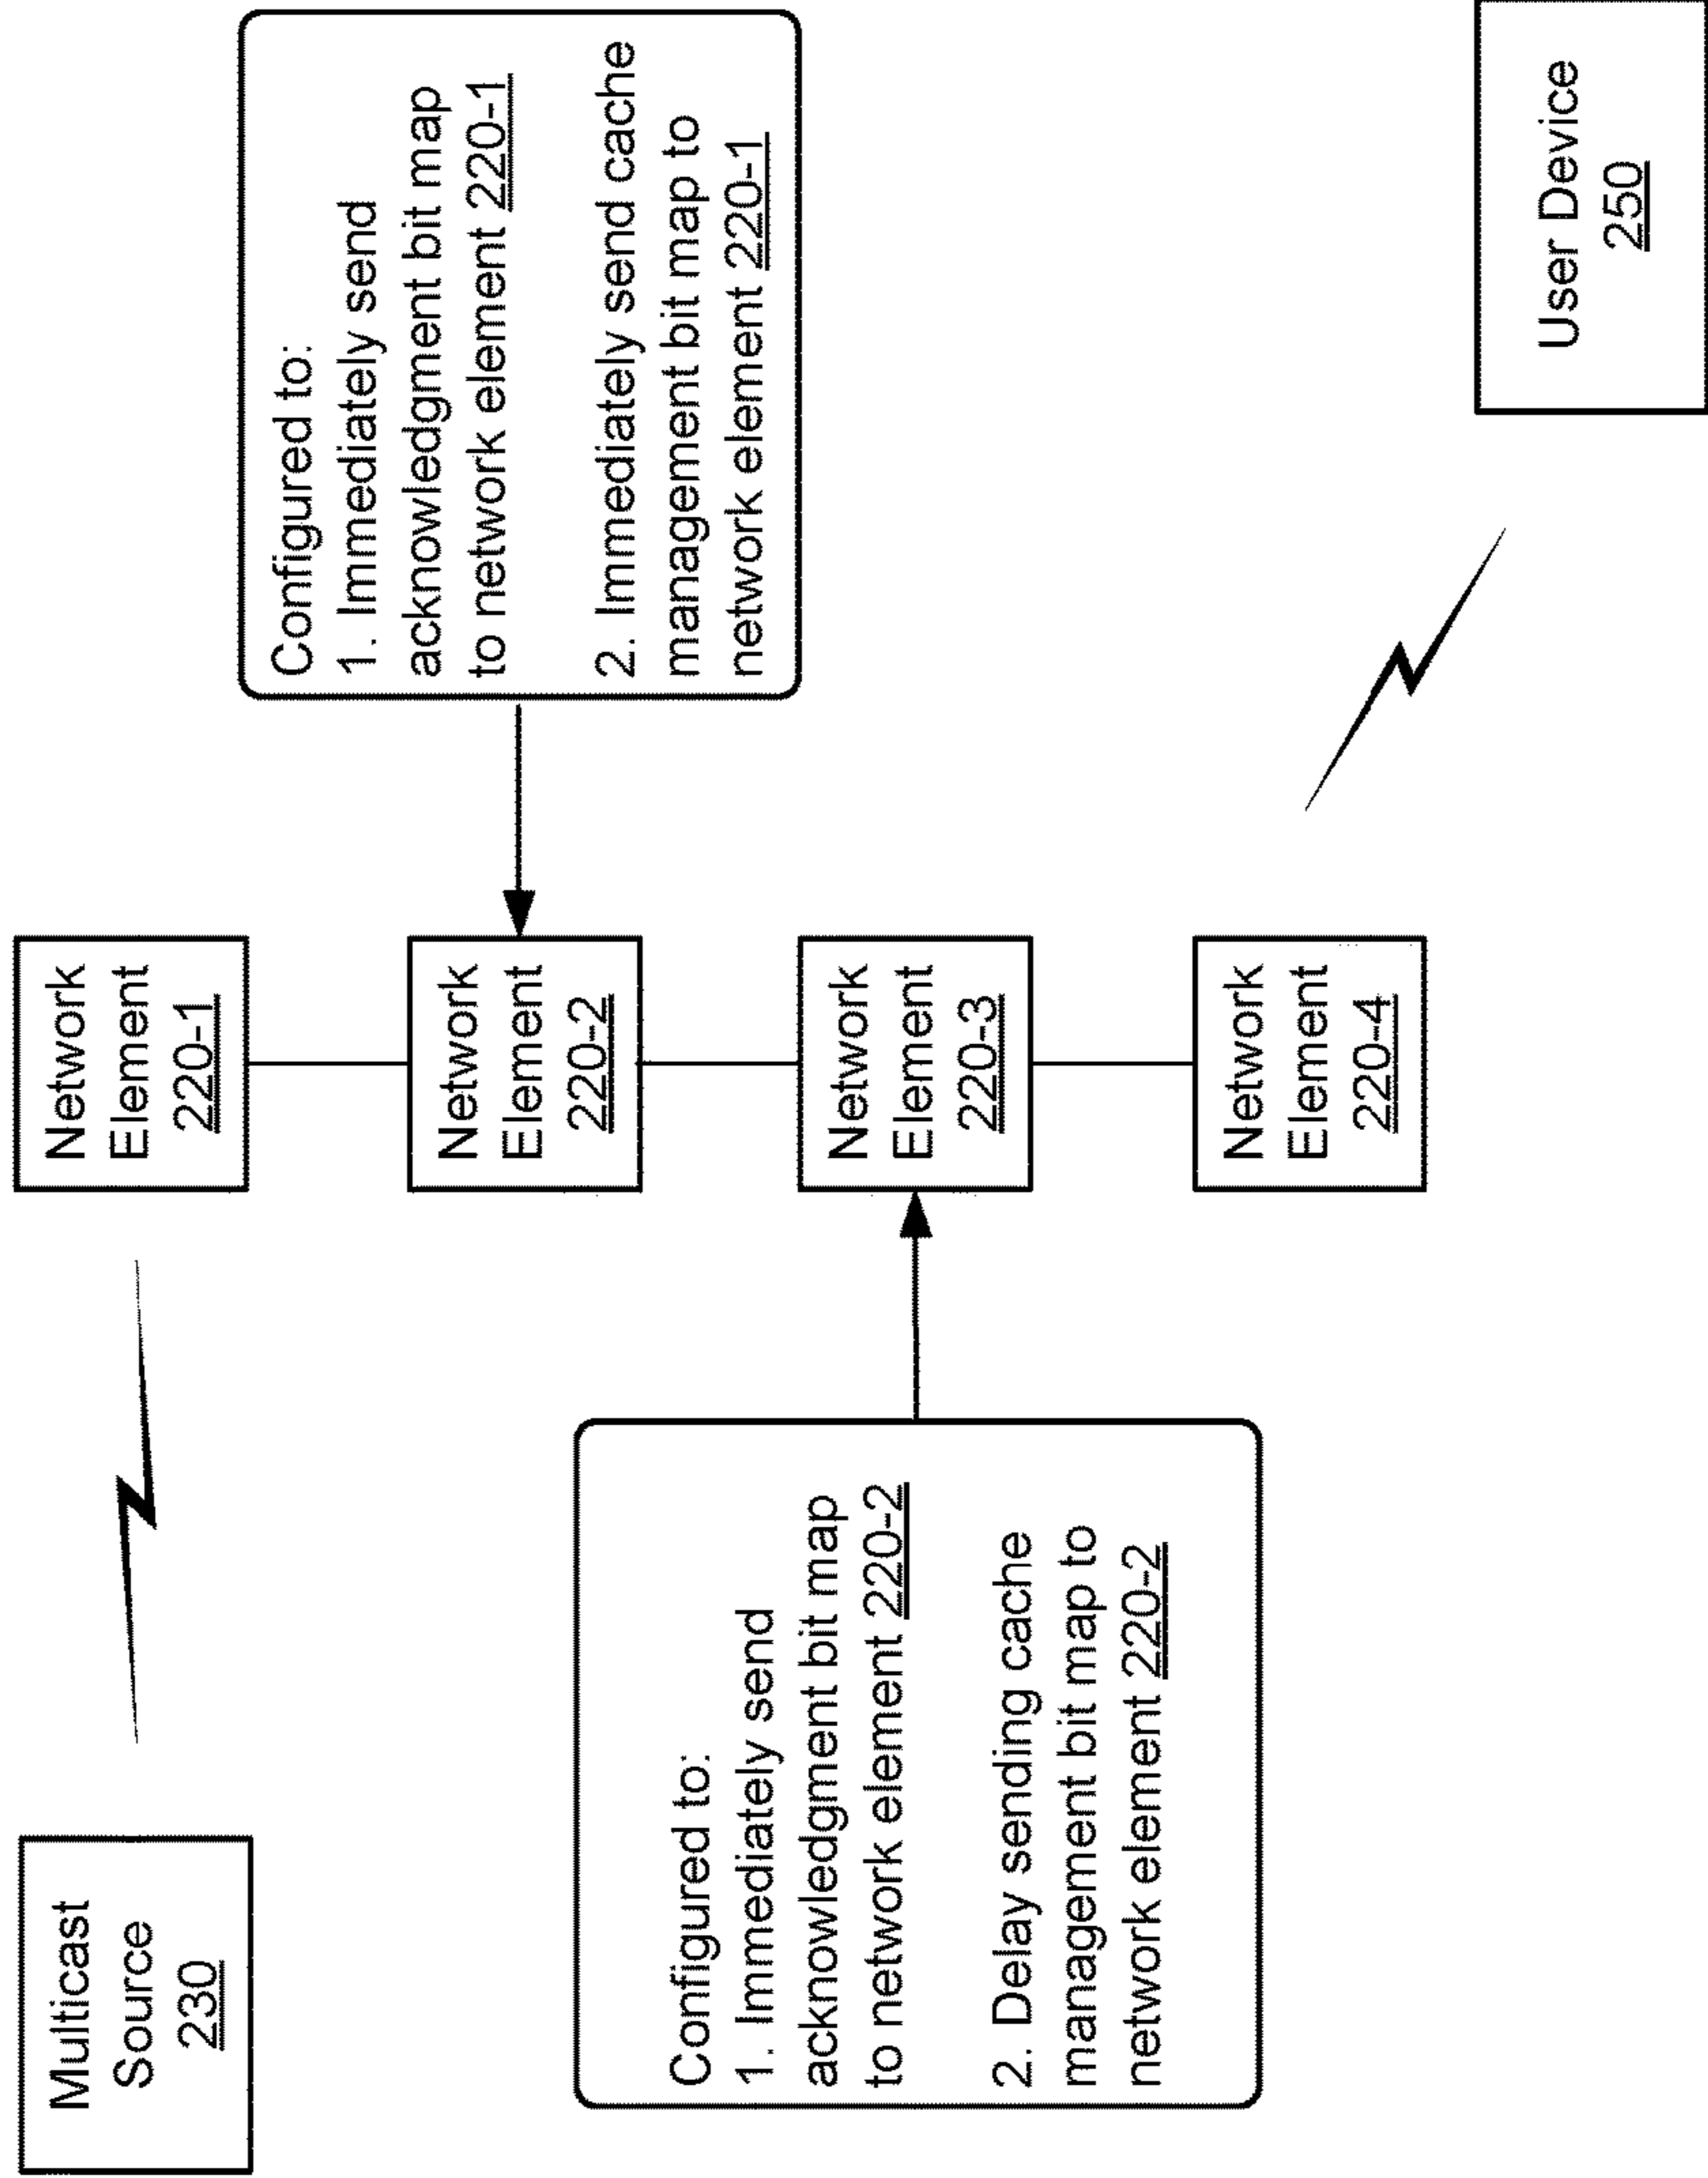 Multicast
Source
230
Network
Element
220-1
Network
Element
220-2
Configured to:
1. Immediately send
acknowledgment bit map
to network element 220-1
2. Immediately send cache
management bit map to
network element 220-1
Configured to:
1. Immediately send
acknowledgment bit map
to network element 220-2
2. Delay sending cache
management bit map to
network element 220-2
Network
Element
220-3
Network
Element
220-4
User Device
250